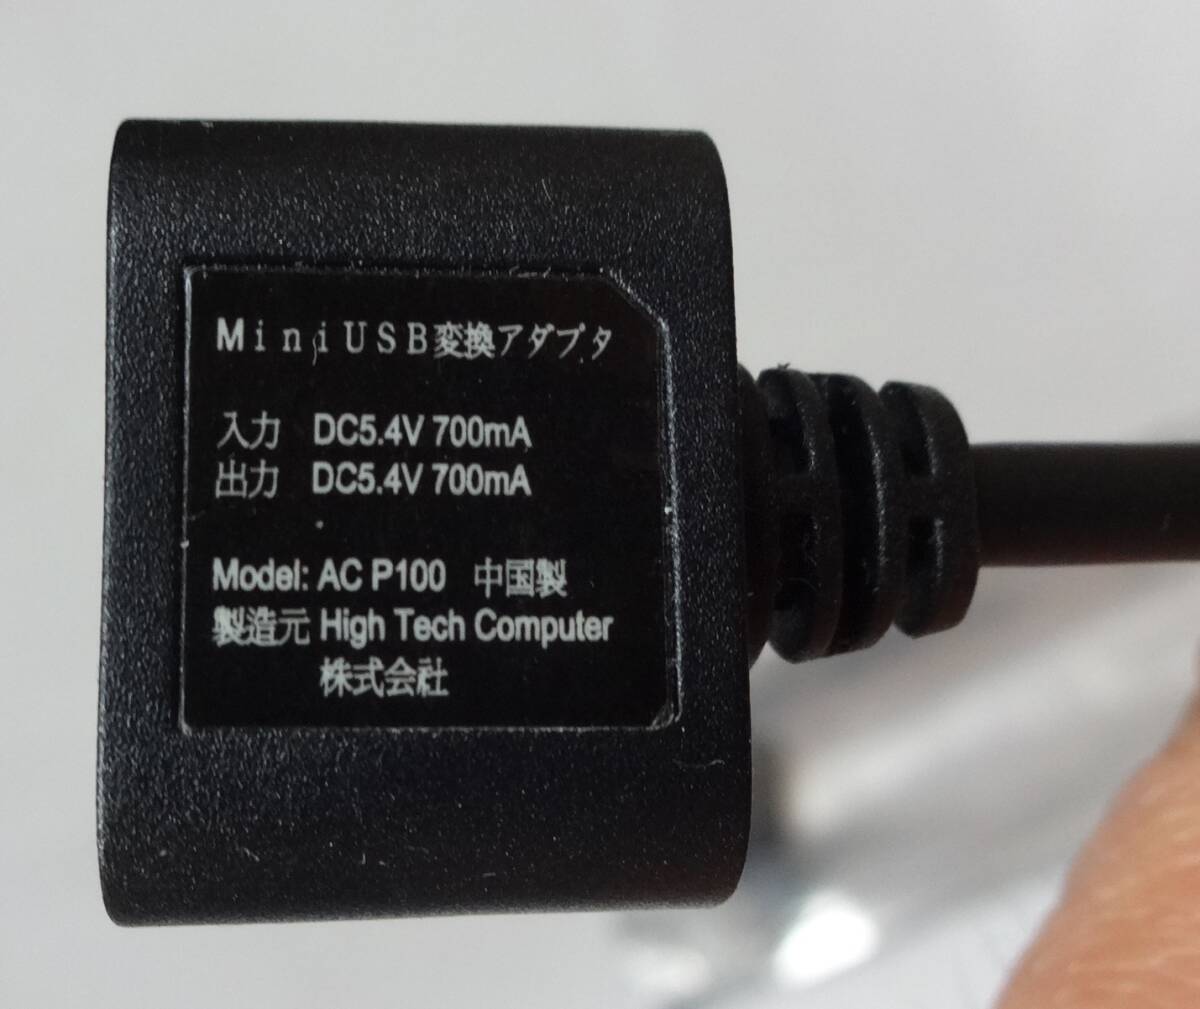 ＭｉｎｉＵＳＢ変換アダプタ
入力 DC5.4V 700mA
出力 DC5.4V 700mA
Model: AC P100 中国製
製造元 High Tech Computer
株式会社